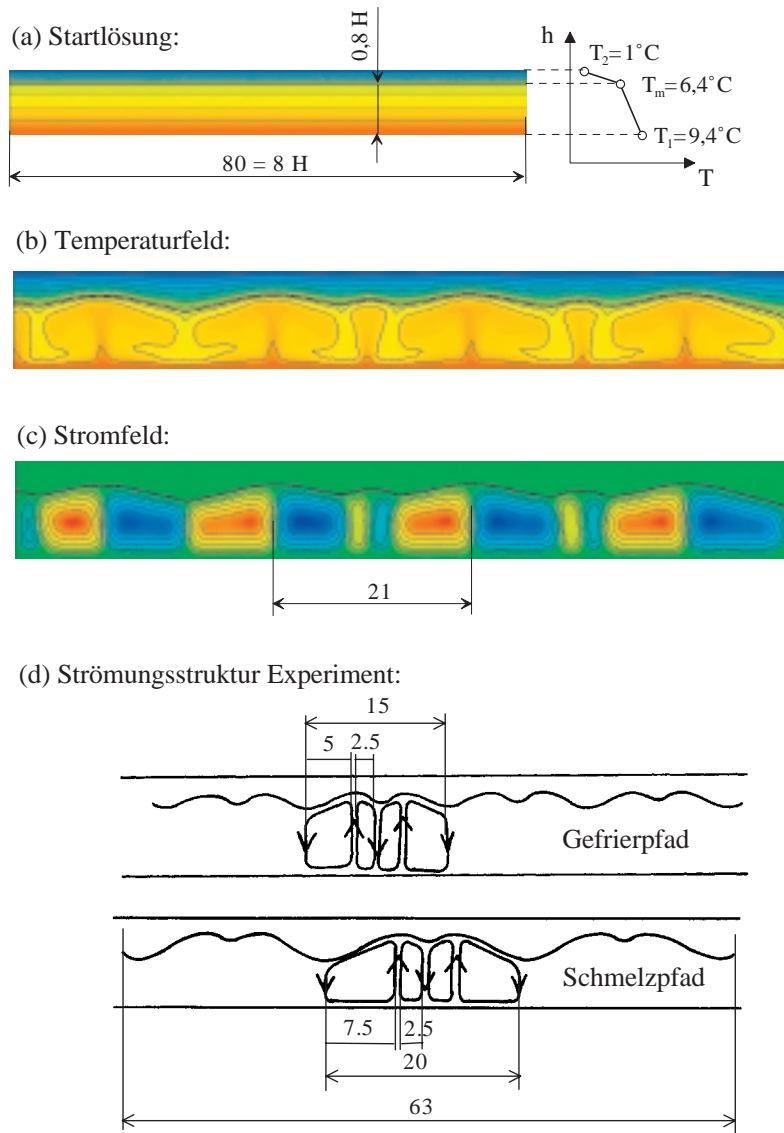 (a) Startlösung:
0,8 H
h
T₂=1°C
Tₘ=6,4°C
T₁=9,4°C
T
80 = 8 H
(b) Temperaturfeld:
(c) Stromfeld:
21
(d) Strömungsstruktur Experiment:
15
5
2.5
Gefrierpfad
Schmelzpfad
7.5
2.5
20
63